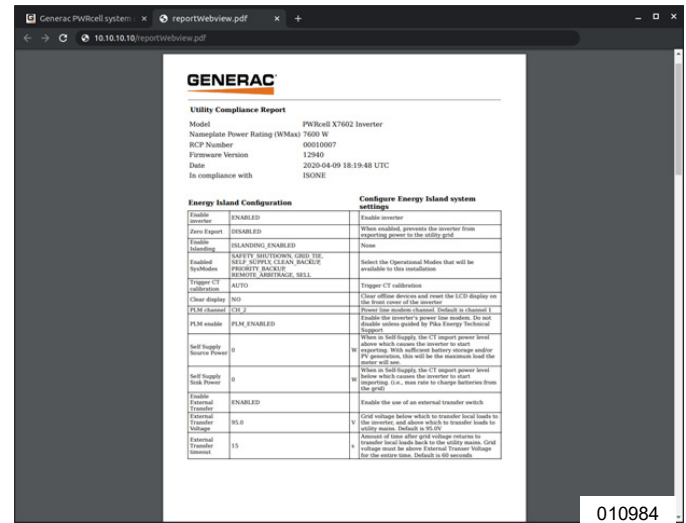 Generac PWRcell system
reportWebview.pdf
10.10.10.10/reportWebview.pdf
GENERAC
Utility Compliance Report
Model PWRcell X7602 Inverter
Nameplate Power Rating (WMax) 7600 W
RCP Number 00010007
Firmware Version 12940
Date 2020-04-09 18:19:48 UTC
In compliance with ISONE
Energy Island Configuration
Configure Energy Island system
settings
Enable
inverter
ENABLED
Enable inverter
Zero Export
DISABLED
When enabled, prevents the inverter from
exporting power to the utility grid
Enable
Islanding
ISLANDING_ENABLED
None
Enabled
SysModes
SAFETY_SHUTDOWN, GRID_TIE,
SELF_SUPPLY, CLEAN_BACKUP,
PRIORITY_BACKUP,
REMOTE_ARBITRAGE, SELL
Select the Operational Modes that will be
available to this installation
Trigger CT
calibration
AUTO
Trigger CT calibration
Clear display
NO
Clear offline devices and reset the LCD display on
the front cover of the inverter
PLM channel
CH_2
Power line modem channel. Default is channel 1
PLM enable
PLM_ENABLED
Enable the inverter's power line modem. Do not
disable unless guided by Pika Energy Technical
Support
Self Supply
Source Power
0
W
When in Self-Supply, the CT import power level
above which causes the inverter to start
exporting. With sufficient battery storage and/or
PV generation, this will be the maximum load the
meter will see.
Self Supply
Sink Power
0
W
When in Self-Supply, the CT import power level
below which causes the inverter to start
importing. (i.e., max rate to charge batteries from
the grid)
Enable
External
Transfer
ENABLED
Enable the use of an external transfer switch
External
Transfer
Voltage
95.0
V
Grid voltage below which to transfer local loads to
the inverter, and above which to transfer loads to
utility mains. Default is 95.0V
External
Transfer
timeout
15
s
Amount of time after grid voltage returns to
transfer local loads back to the utility mains. Grid
voltage must be above External Transer Voltage
for the entire time. Default is 60 seconds
010984